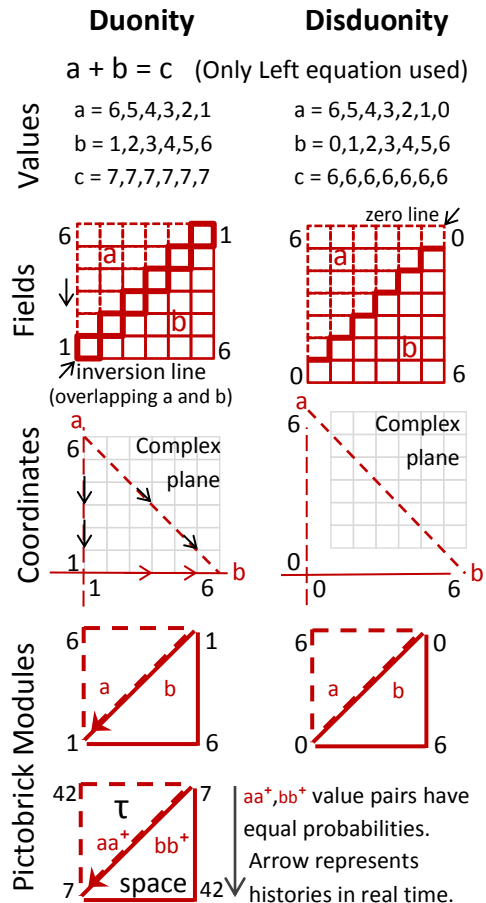 Duonity Disduonity
a + b = c (Only Left equation used)
Values
a = 6,5,4,3,2,1
b = 1,2,3,4,5,6
c = 7,7,7,7,7,7
a = 6,5,4,3,2,1,0
b = 0,1,2,3,4,5,6
c = 6,6,6,6,6,6,6
Fields
6 1
a
b
1 6
inversion line
(overlapping a and b)
zero line
6 0
a
b
0 6
Coordinates
a
6 Complex
plane
1
1 6 b
a
6 Complex
plane
0
0 6 b
Pictobrick Modules
6 1
a b
1 6
6 0
a b
0 6
42 7
τ
aa⁺ bb⁺
space
7 42
aa⁺,bb⁺ value pairs have
equal probabilities.
Arrow represents
histories in real time.